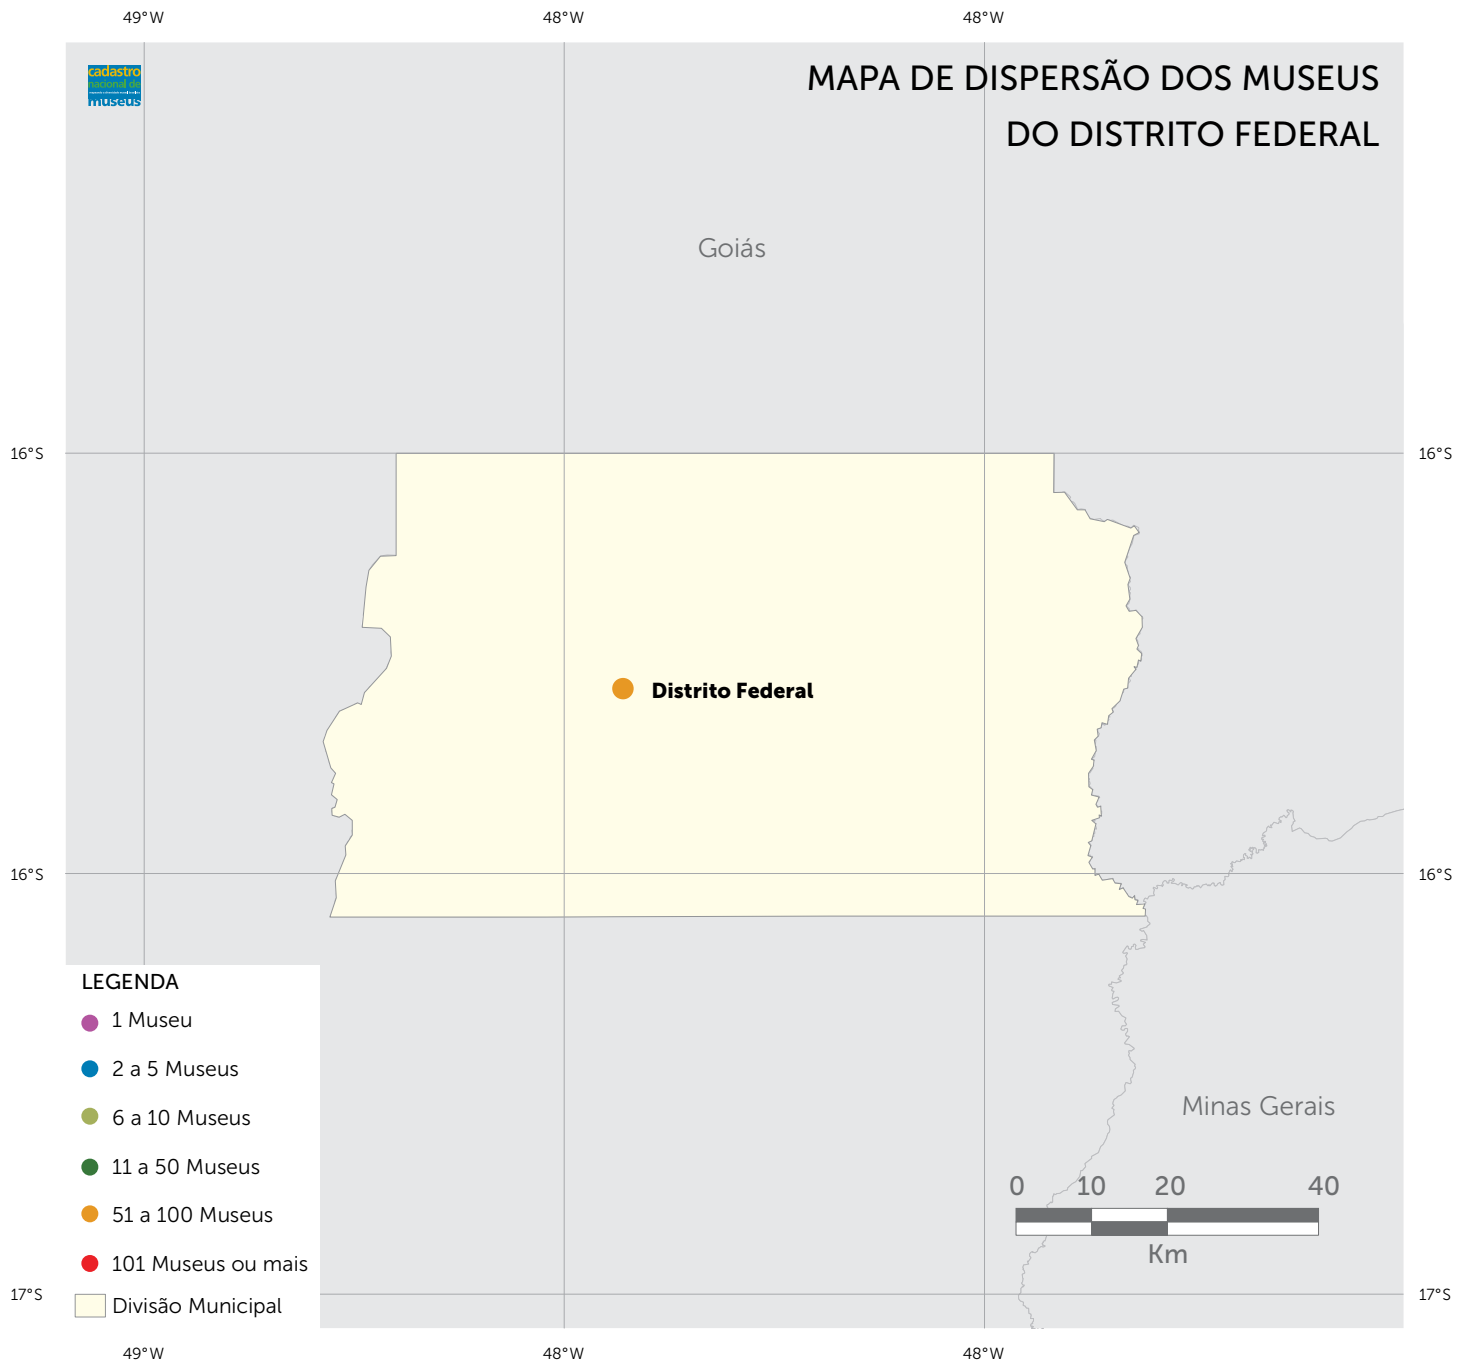 49°W 48°W 48°W
cadastro
nacional de
museus
MAPA DE DISPERSÃO DOS MUSEUS
DO DISTRITO FEDERAL
Goiás
16°S 16°S
Distrito Federal
16°S 16°S
LEGENDA
1 Museu
2 a 5 Museus
6 a 10 Museus
11 a 50 Museus
51 a 100 Museus
101 Museus ou mais
Divisão Municipal
Minas Gerais
0 10 20 40
Km
17°S 17°S
49°W 48°W 48°W